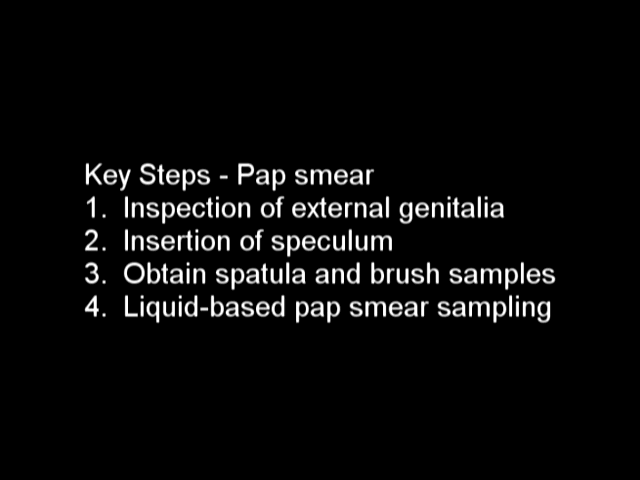 Key Steps - Pap smear
1. Inspection of external genitalia
2. Insertion of speculum
3. Obtain spatula and brush samples
4. Liquid-based pap smear sampling